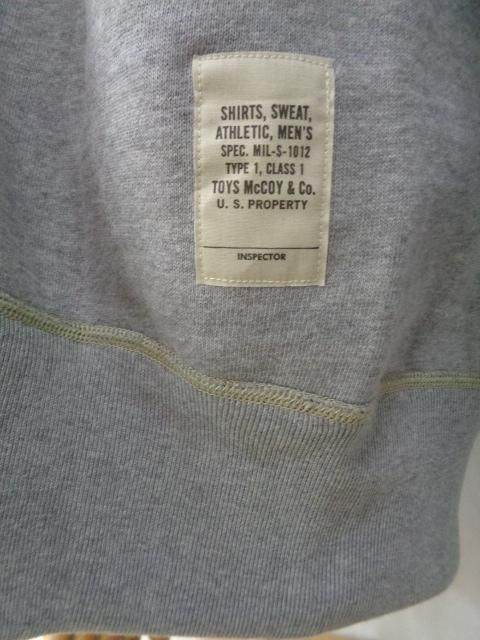 SHIRTS, SWEAT,
ATHLETIC, MEN'S
SPEC. MIL-S-1012
TYPE 1, CLASS 1
TOYS McCOY & Co.
U. S. PROPERTY
INSPECTOR